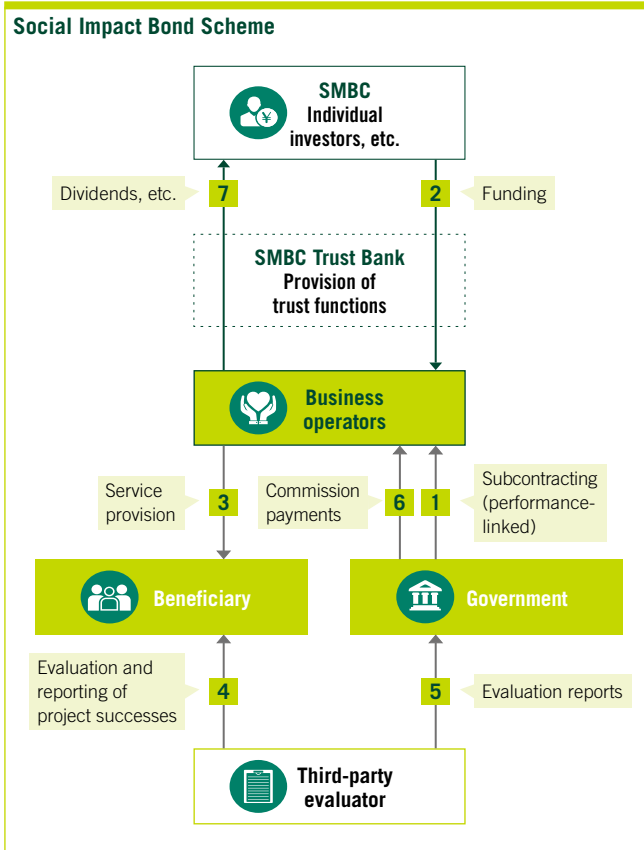 Social Impact Bond Scheme
SMBC
Individual
investors, etc.
¥
Dividends, etc.
7
2
Funding
SMBC Trust Bank
Provision of
trust functions
Business
operators
Service
provision
3
Commission
payments
6
1
Subcontracting
(performance-
linked)
Beneficiary
Government
Evaluation and
reporting of
project successes
4
5
Evaluation reports
Third-party
evaluator